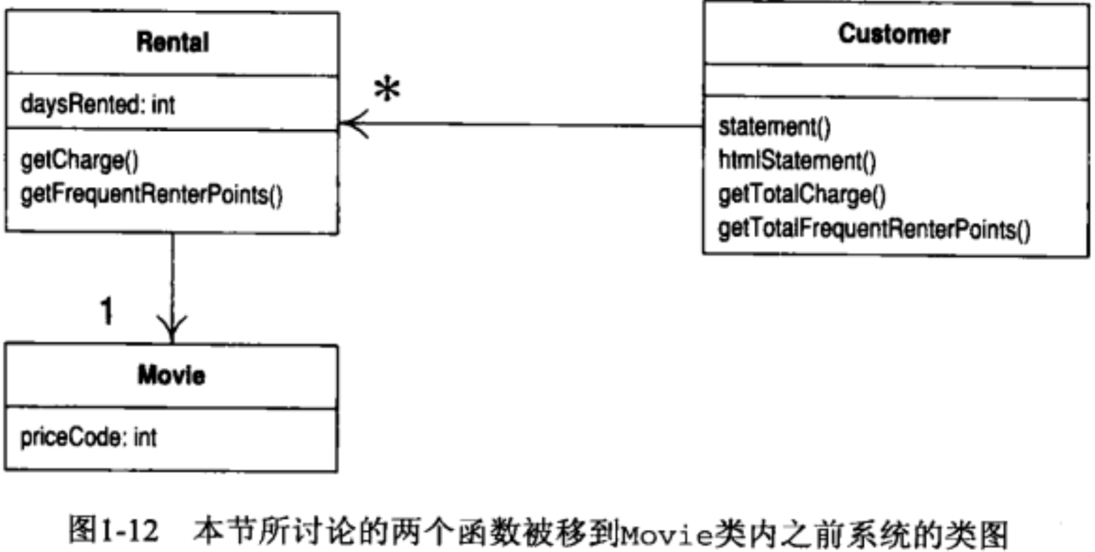 Rental
daysRented: int
getCharge()
getFrequentRenterPoints()
*
Customer
statement()
htmlStatement()
getTotalCharge()
getTotalFrequentRenterPoints()
1
Movie
priceCode: int
图1-12 本节所讨论的两个函数被移到Movie类内之前系统的类图